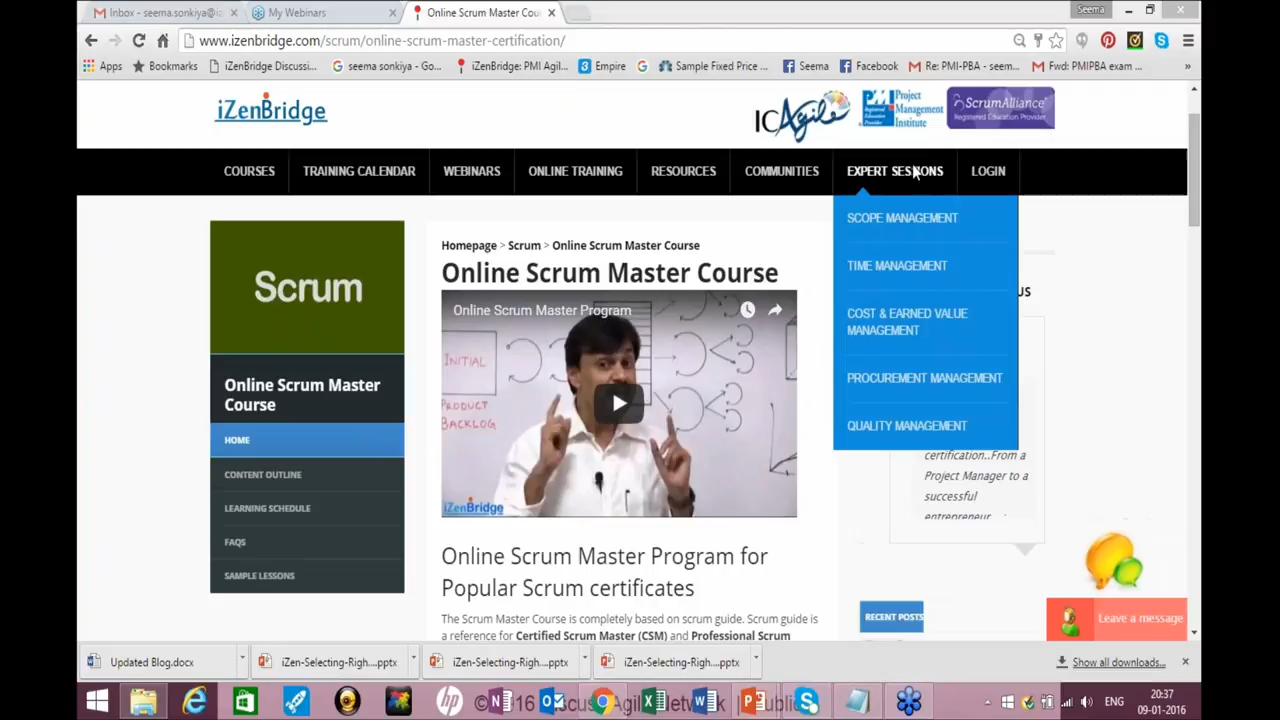 Inbox - seema.sonkiya@i
My Webinars
Online Scrum Master Cou
Seema
www.izenbridge.com/scrum/online-scrum-master-certification/
Apps
Bookmarks
iZenBridge Discussi...
seema sonkiya - Go...
iZenBridge: PMI Agil...
Empire
Sample Fixed Price ...
Seema
Facebook
Re: PMI-PBA - seem...
Fwd: PMIPBA exam ...
»
iZenBridge
ICAgile
Project
Management
Institute
ScrumAlliance
Registered Education Provider
COURSES
TRAINING CALENDAR
WEBINARS
ONLINE TRAINING
RESOURCES
COMMUNITIES
EXPERT SESSIONS
LOGIN
SCOPE MANAGEMENT
TIME MANAGEMENT
COST & EARNED VALUE
MANAGEMENT
PROCUREMENT MANAGEMENT
QUALITY MANAGEMENT
US
certification..From a
Project Manager to a
successful
entrepreneur
Scrum
Online Scrum Master
Course
HOME
CONTENT OUTLINE
LEARNING SCHEDULE
FAQS
SAMPLE LESSONS
Homepage > Scrum > Online Scrum Master Course
Online Scrum Master Course
Online Scrum Master Program
INITIAL
PRODUCT
BACKLOG
iZenBridge
Online Scrum Master Program for
Popular Scrum certificates
The Scrum Master Course is completely based on scrum guide. Scrum guide is
a reference for Certified Scrum Master (CSM) and Professional Scrum
RECENT POSTS
Leave a message
Updated Blog.docx
iZen-Selecting-Righ....pptx
iZen-Selecting-Righ....pptx
iZen-Selecting-Righ....pptx
Show all downloads...
ENG
20:37
09-01-2016